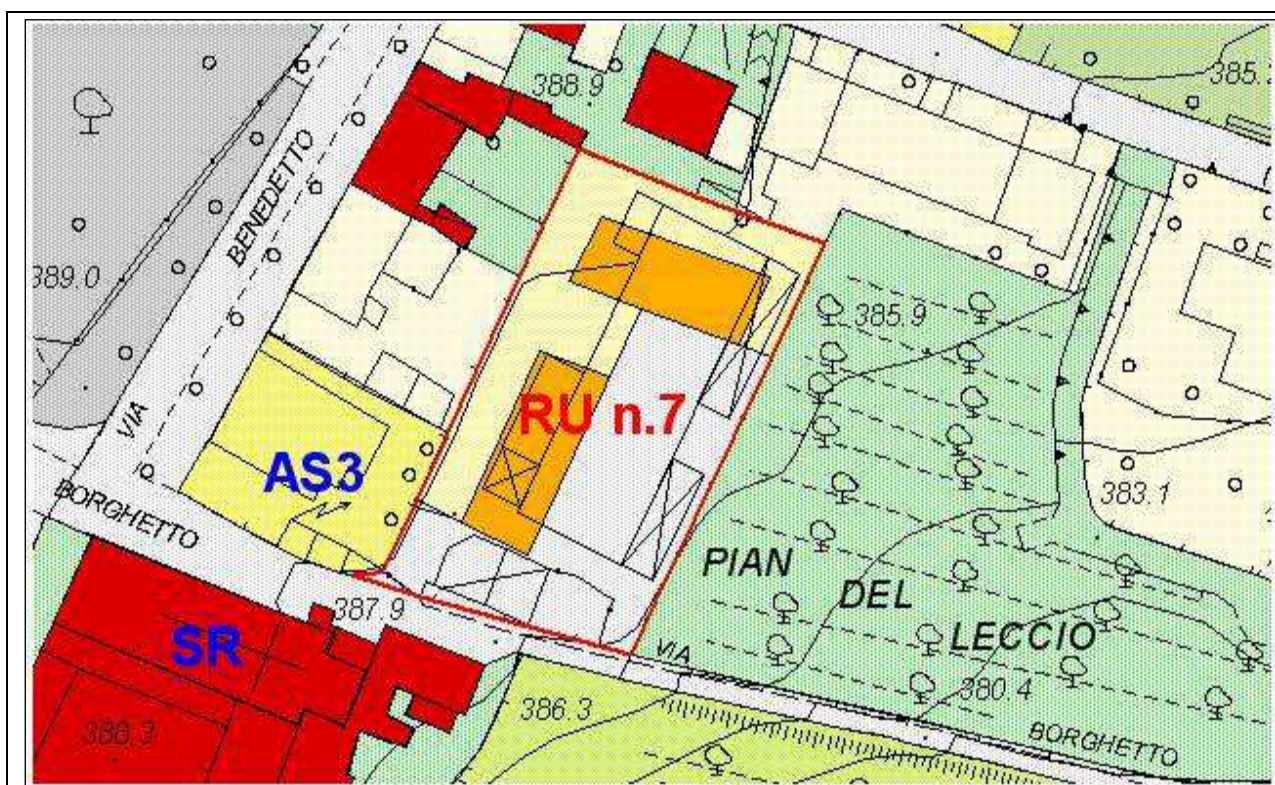 388.9
385.
BENEDETTO
389.0
385.9
RU n.7
VIA
AS3
383.1
BORGHETTO
PIAN
DEL
387.9
LECCIO
SR
VIA
380.4
386.3
388.3
BORGHETTO